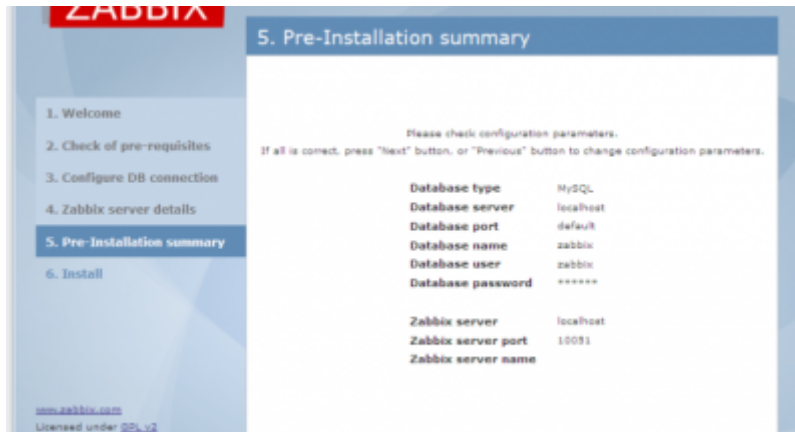 ZABBIX
5. Pre-Installation summary
1. Welcome
2. Check of pre-requisites
3. Configure DB connection
4. Zabbix server details
5. Pre-Installation summary
6. Install
Please check configuration parameters.
If all is correct, press "Next" button, or "Previous" button to change configuration parameters.
Database type MySQL
Database server localhost
Database port default
Database name zabbix
Database user zabbix
Database password ******
Zabbix server localhost
Zabbix server port 10051
Zabbix server name
www.zabbix.com
Licensed under GPL v2